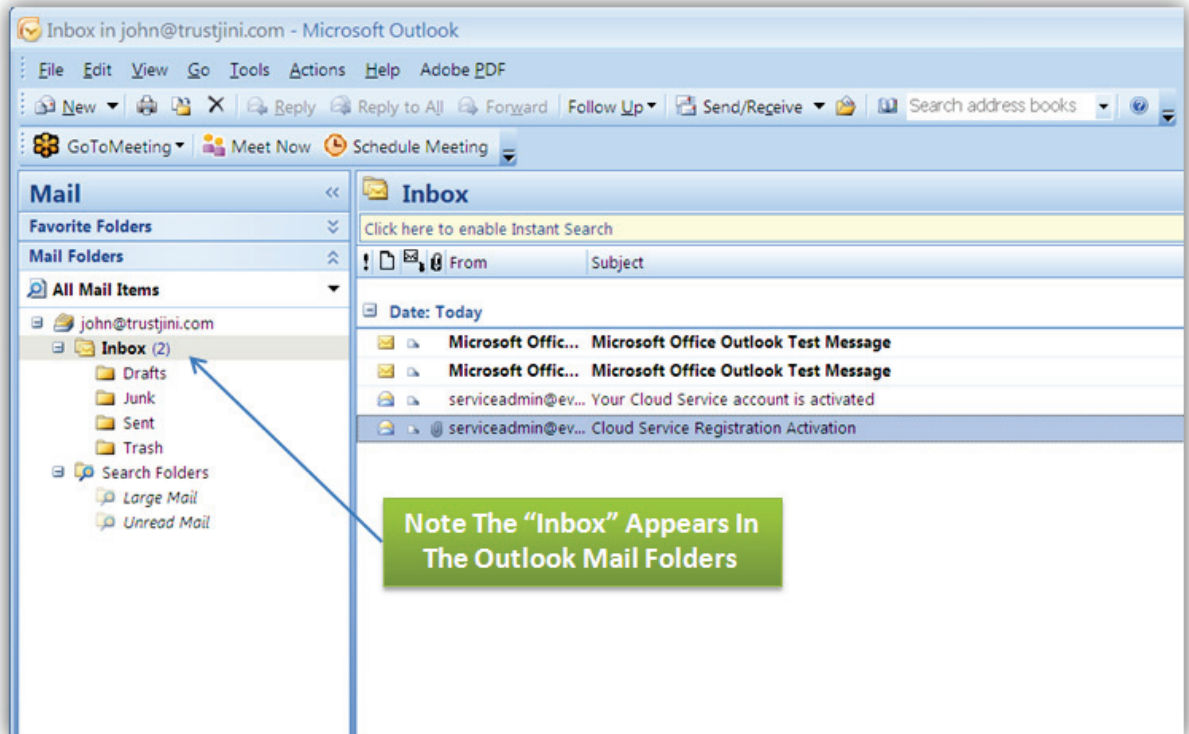 Inbox in john@trustjini.com - Microsoft Outlook
File Edit View Go Tools Actions Help Adobe PDF
New Reply Reply to All Forward Follow Up Send/Receive Search address books
GoToMeeting Meet Now Schedule Meeting
Mail «
Inbox
Favorite Folders
Click here to enable Instant Search
Mail Folders
! From Subject
All Mail Items
Date: Today
john@trustjini.com
Inbox (2)
Drafts
Junk
Sent
Trash
Search Folders
Large Mail
Unread Mail
Microsoft Offic... Microsoft Office Outlook Test Message
Microsoft Offic... Microsoft Office Outlook Test Message
serviceadmin@ev... Your Cloud Service account is activated
serviceadmin@ev... Cloud Service Registration Activation
Note The “Inbox” Appears In
The Outlook Mail Folders